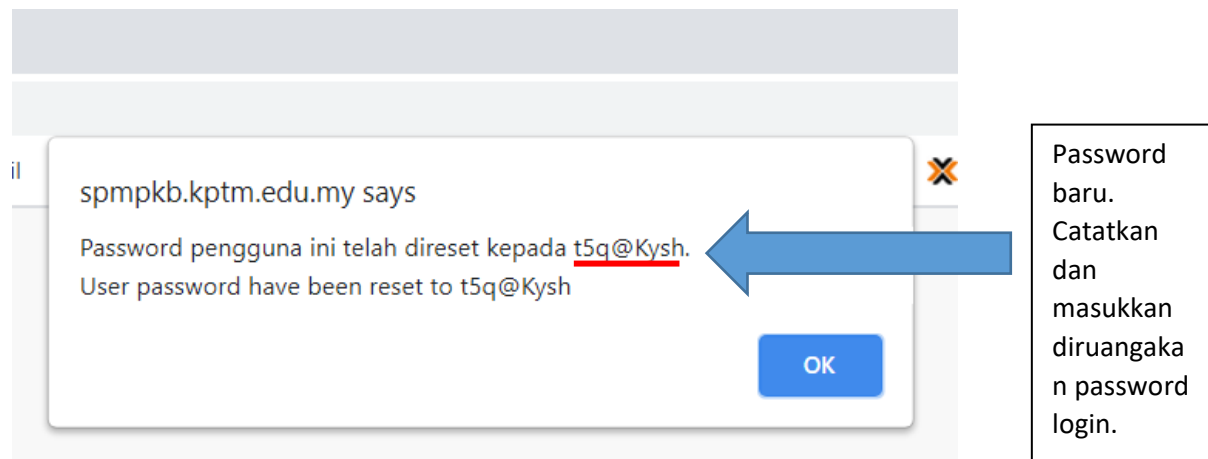 il
spmpkb.kptm.edu.my says
Password pengguna ini telah direset kepada t5q@Kysh.
User password have been reset to t5q@Kysh
OK
Password
baru.
Catatkan
dan
masukkan
diruangaka
n password
login.